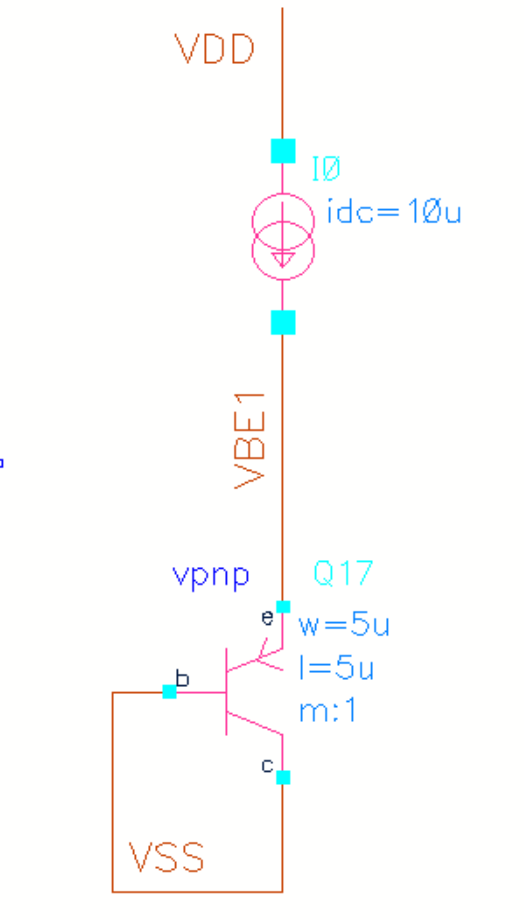 VDD
I0
idc=10u
VBE1
vpnp
Q17
e
w=5u
l=5u
b
m:1
c
VSS